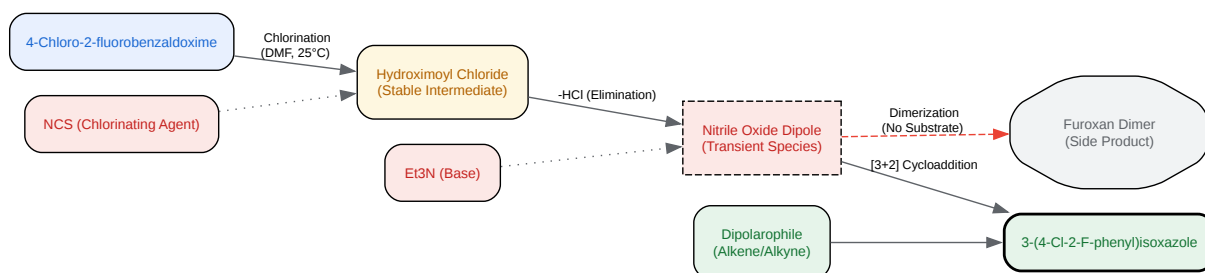 4-Chloro-2-fluorobenzaldoxime
Chlorination
(DMF, 25°C)
NCS (Chlorinating Agent)
Hydroximoyl Chloride
(Stable Intermediate)
-HCl (Elimination)
Et3N (Base)
Nitrile Oxide Dipole
(Transient Species)
Dimerization
(No Substrate)
Furoxan Dimer
(Side Product)
[3+2] Cycloaddition
Dipolarophile
(Alkene/Alkyne)
3-(4-Cl-2-F-phenyl)isoxazole